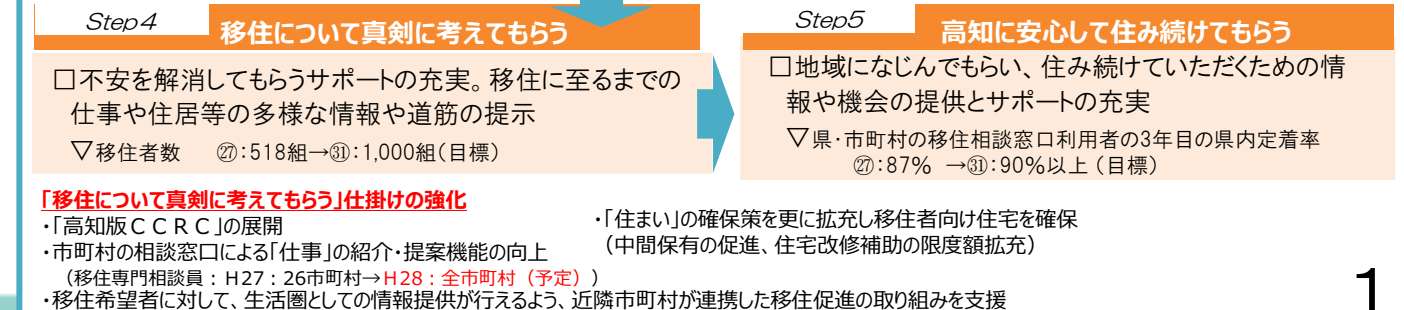 Step4
移住について真剣に考えてもらう
□不安を解消してもらうサポートの充実。移住に至るまでの
仕事や住居等の多様な情報や道筋の提示
▽移住者数 ㉗:518組→㉛:1,000組(目標)
Step5
高知に安心して住み続けてもらう
□地域になじんでもらい、住み続けていただくための情
報や機会の提供とサポートの充実
▽県・市町村の移住相談窓口利用者の3年目の県内定着率
㉗:87% →㉛:90%以上(目標)
「移住について真剣に考えてもらう」仕掛けの強化
・「高知版CCRC」の展開
・市町村の相談窓口による「仕事」の紹介・提案機能の向上
(移住専門相談員:H27:26市町村→H28:全市町村(予定))
・「住まい」の確保策を更に拡充し移住者向け住宅を確保
(中間保有の促進、住宅改修補助の限度額拡充)
・移住希望者に対して、生活圏としての情報提供が行えるよう、近隣市町村が連携した移住促進の取り組みを支援
1